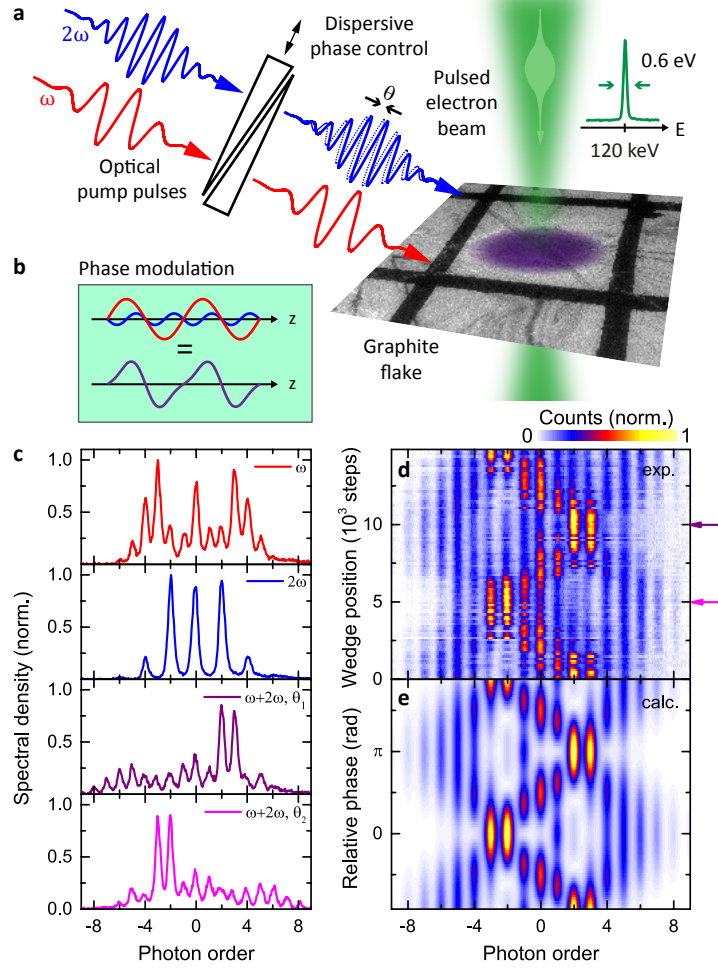 a
2ω
ω
Dispersive
phase control
θ
Optical
pump pulses
Pulsed
electron
beam
0.6 eV
E
120 keV
b
Phase modulation
z
=
z
Graphite
flake
Counts (norm.)
0 1
c
Spectral density (norm.)
1.0
0.5
ω
1.0
0.5
2ω
1.0
0.5
ω+2ω, θ1
1.0
0.5
0.0
ω+2ω, θ2
-8 -4 0 4 8
Photon order
d
exp.
Wedge position (10³ steps)
10
5
0
e
calc.
Relative phase (rad)
π
0
-8 -4 0 4 8
Photon order